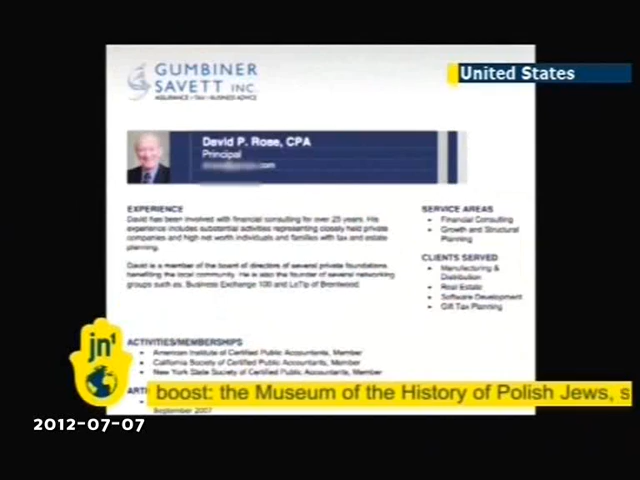 GUMBINER
SAVETT INC.
ASSURANCE • TAX • BUSINESS ADVICE
United States
David P. Rose, CPA
Principal
EXPERIENCE
David has been involved with financial consulting for over 25 years. His
experience includes substantial activities representing closely held private
companies and high net worth individuals and families with tax and estate
planning.
David is a member of the board of directors of several private foundations
benefiting the local community. He is also the founder of several networking
groups such as: Business Exchange 100 and LeTip of Brentwood.
SERVICE AREAS
• Financial Consulting
• Growth and Structural
Planning
CLIENTS SERVED
• Manufacturing &
Distribution
• Real Estate
• Software Development
• Gift Tax Planning
ACTIVITIES/MEMBERSHIPS
• American Institute of Certified Public Accountants, Member
• California Society of Certified Public Accountants, Member
• New York State Society of Certified Public Accountants, Member
jn1
boost: the Museum of the History of Polish Jews, s
September 2007
2012-07-07